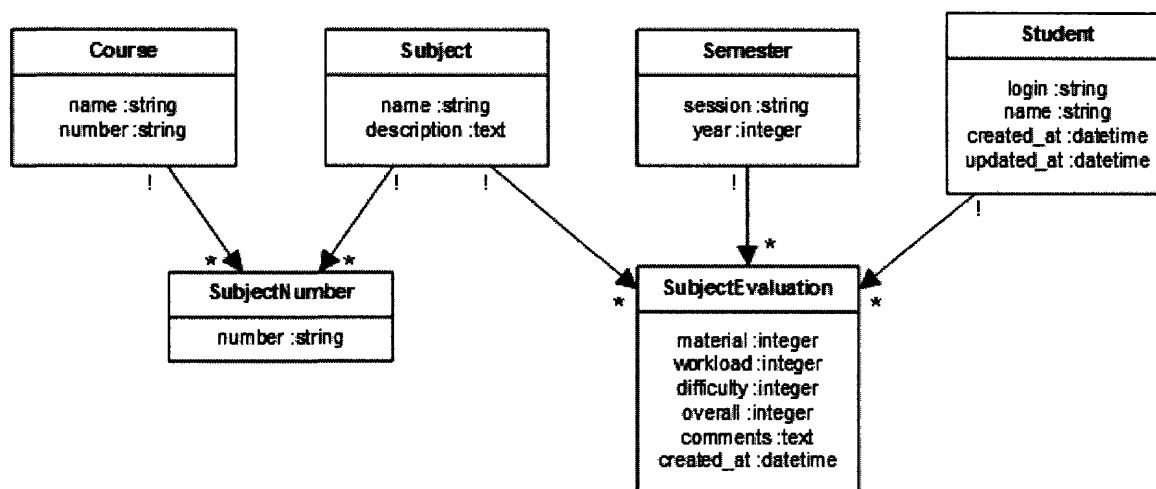 Course
name :string
number :string
Subject
name :string
description :text
Semester
session :string
year :integer
Student
login :string
name :string
created_at :datetime
updated_at :datetime
!
!
!
!
!
*
*
*
*
*
SubjectNumber
number :string
SubjectEvaluation
material :integer
workload :integer
difficulty :integer
overall :integer
comments :text
created_at :datetime